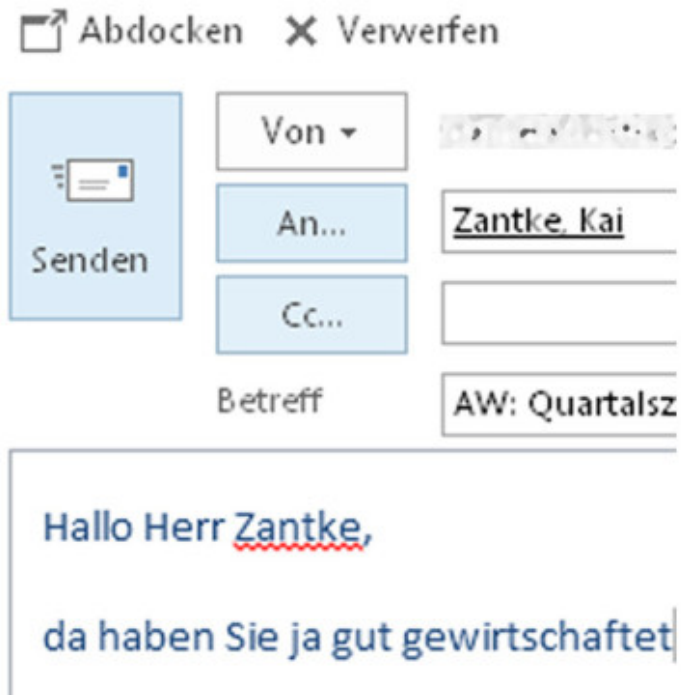 Abdocken Verwerfen
Von
Senden
An... Zantke, Kai
Cc...
Betreff AW: Quartalsz
Hallo Herr Zantke,
da haben Sie ja gut gewirtschaftet